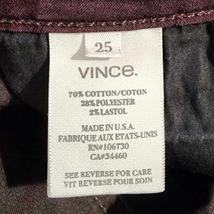 25
VINCE.
70% COTTON/COTON
28% POLYESTER
2% LASTOL
MADE IN U.S.A.
FABRIQUE AUX ETATS-UNIS
RN#106730
CA#34460
SEE REVERSE FOR CARE
VIT REVERSE POUR SOIN